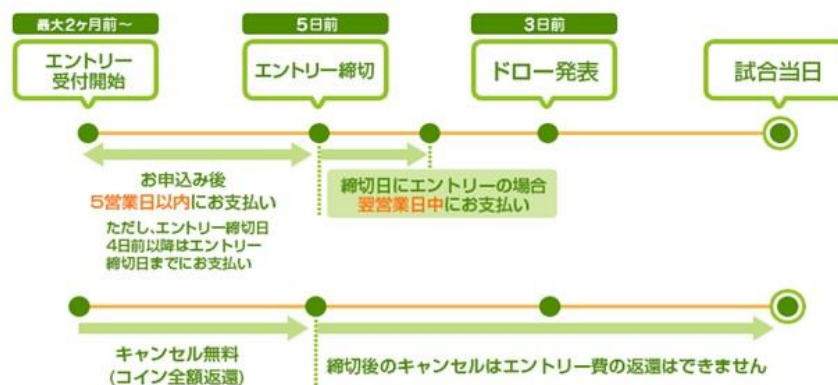 最大2ヶ月前～
エントリー
受付開始
5日前
エントリー締切
3日前
ドロー発表
試合当日
お申込み後
5営業日以内にお支払い
ただし、エントリー締切日
4日前以降はエントリー
締切日までにお支払い
締切日にエントリーの場合
翌営業日中にお支払い
キャンセル無料
(コイン全額返還)
締切後のキャンセルはエントリー費の返還はできません